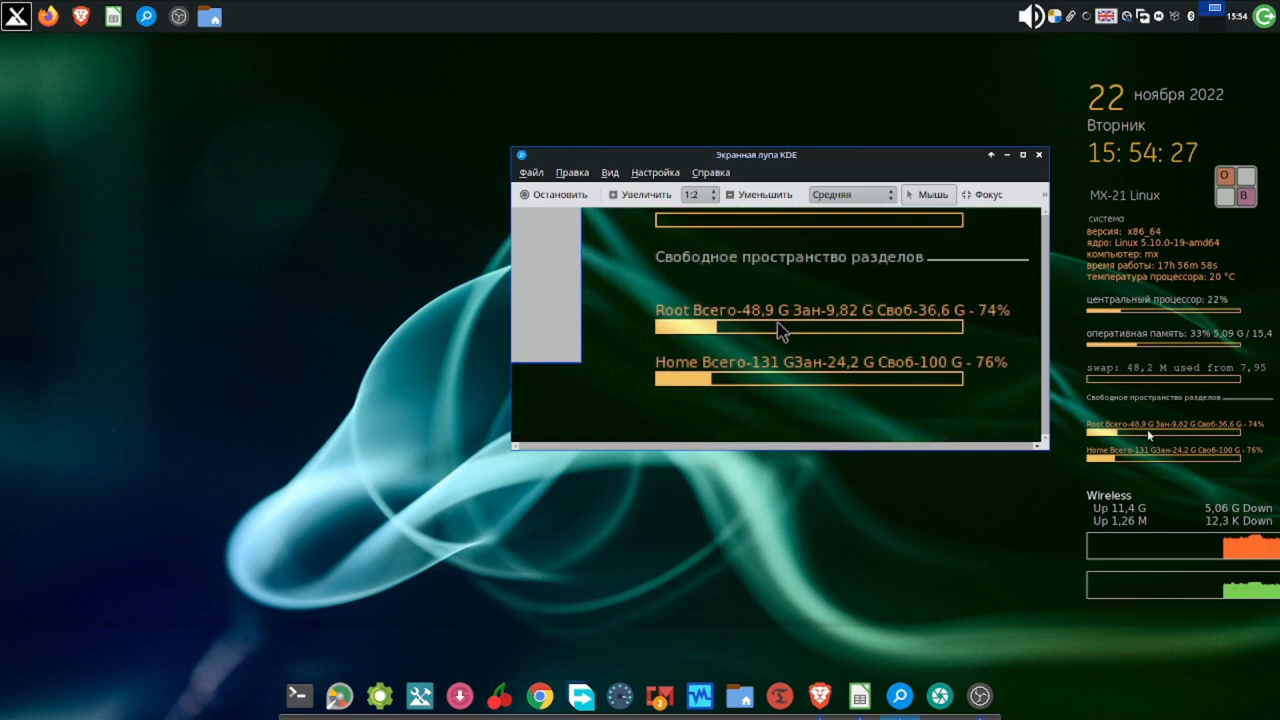 15:54
22 ноября 2022
Вторник
15: 54: 27
MX-21 Linux
O
B
система
версия: x86_64
ядро: Linux 5.10.0-19-amd64
компьютер: mx
время работы: 17h 56m 58s
температура процессора: 20 °C
центральный процессор: 22%
оперативная память: 33% 5,09 G / 15,4
swap: 48,2 M used from 7,95
Свободное пространство разделов
Root Всего-48,9 G Зан-9,82 G Своб-36,6 G - 74%
Home Всего-131 GЗан-24,2 G Своб-100 G - 76%
Wireless
Up 11,4 G 5,06 G Down
Up 1,26 M 12,3 K Down
Экранная лупа KDE
Файл Правка Вид Настройка Справка
Остановить Увеличить 1:2 Уменьшить Средняя Мышь Фокус »
Свободное пространство разделов
Root Всего-48,9 G Зан-9,82 G Своб-36,6 G - 74%
Home Всего-131 GЗан-24,2 G Своб-100 G - 76%
2